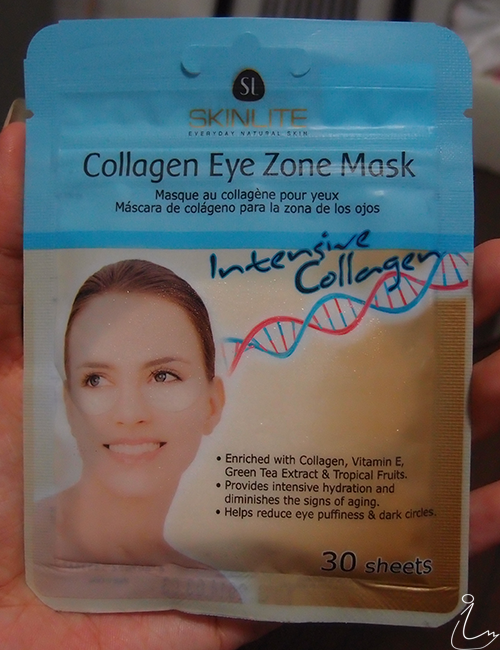 SL
SKINLITE
EVERYDAY NATURAL SKIN
Collagen Eye Zone Mask
Masque au collagène pour yeux
Máscara de colágeno para la zona de los ojos
Intensive
Collagen
• Enriched with Collagen, Vitamin E,
Green Tea Extract & Tropical Fruits.
• Provides intensive hydration and
diminishes the signs of aging.
• Helps reduce eye puffiness & dark circles.
30 sheets